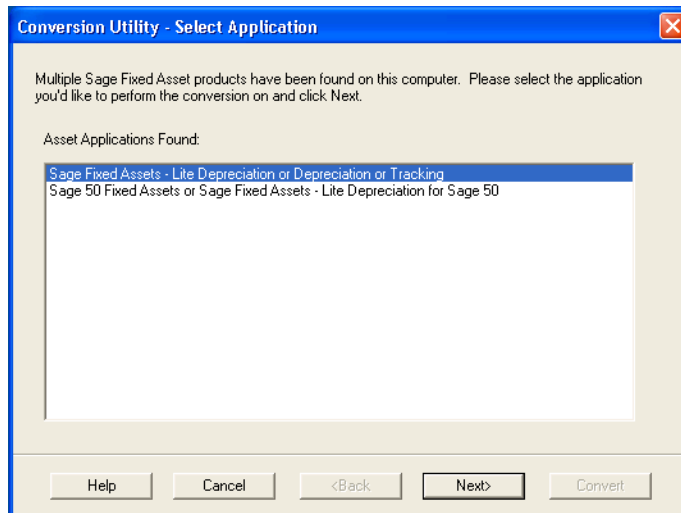 Conversion Utility - Select Application
Multiple Sage Fixed Asset products have been found on this computer.  Please select the application
you'd like to perform the conversion on and click Next.
Asset Applications Found:
Sage Fixed Assets - Lite Depreciation or Depreciation or Tracking
Sage 50 Fixed Assets or Sage Fixed Assets - Lite Depreciation for Sage 50
Help Cancel <Back Next> Convert